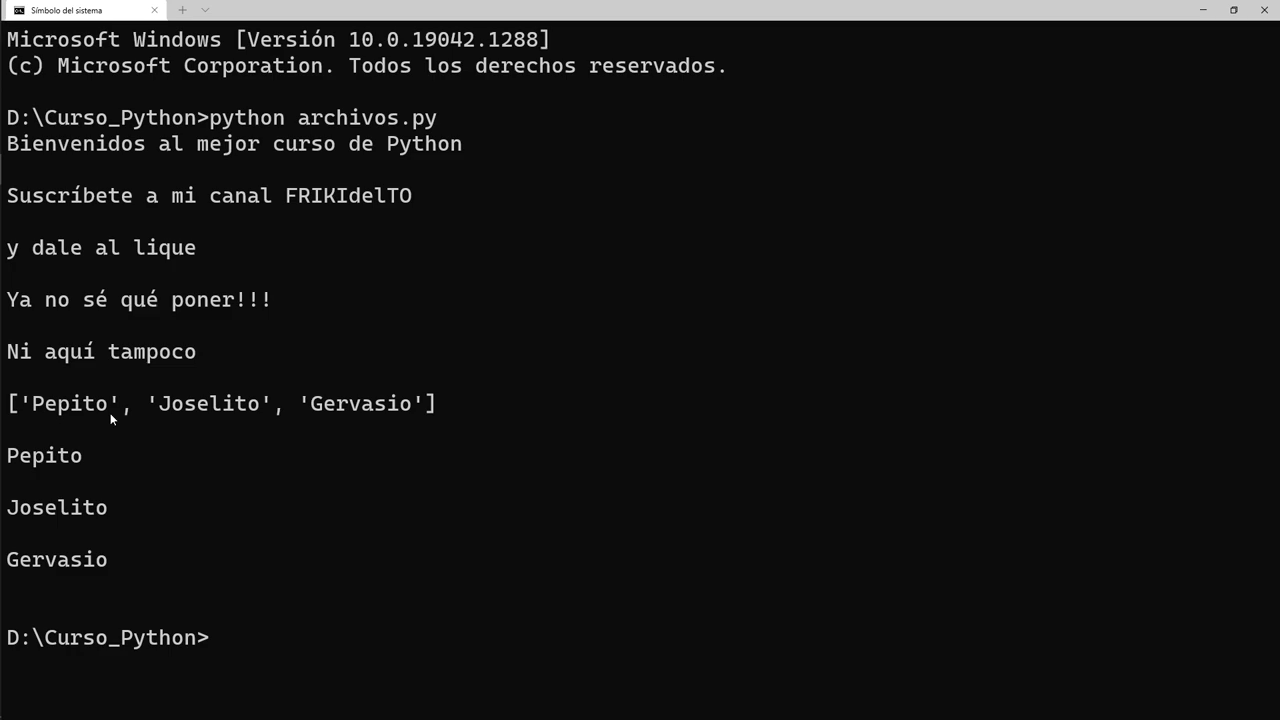 Símbolo del sistema
Microsoft Windows [Versión 10.0.19042.1288]
(c) Microsoft Corporation. Todos los derechos reservados.
D:\Curso_Python>python archivos.py
Bienvenidos al mejor curso de Python
Suscríbete a mi canal FRIKIdelTO
y dale al lique
Ya no sé qué poner!!!
Ni aquí tampoco
['Pepito', 'Joselito', 'Gervasio']
Pepito
Joselito
Gervasio
D:\Curso_Python>